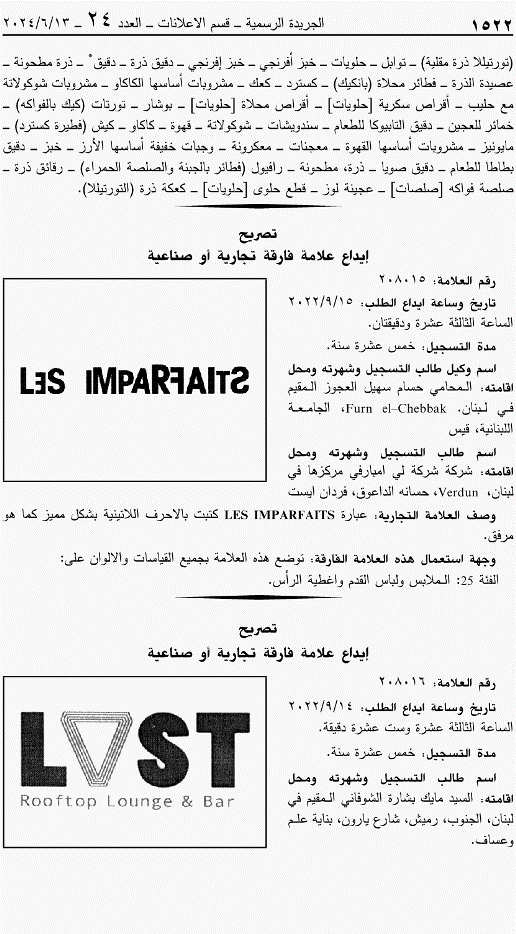 ١٥٢٢ الجريدة الرسمية – قسم الاعلانات – العدد ٢٤ – ٢٠٢٤/٦/١٣
(تورتيللا ذرة مقلية) – توابل – حلويات – خبز أفرنجي – خبز إفرنجي – دقيق ذرة – دقيق* – ذرة مطحونة –
عصيدة الذرة – فطائر محلاة (بانكيك) – كسترد – كعك – مشروبات أساسها الكاكاو – مشروبات شوكولاتة
مع حليب – أقراص سكرية [حلويات] – أقراص محلاة [حلويات] – بوشار – تورتات (كيك بالفواكه) –
خمائر للعجين – دقيق التابيوكا للطعام – سندويشات – شوكولاتة – قهوة – كاكاو – كيش (فطيرة كسترد) –
مايونيز – مشروبات أساسها القهوة – معجنات – معكرونة – وجبات خفيفة أساسها الأرز – خبز – دقيق
بطاطا للطعام – دقيق صويا – ذرة، مطحونة – رافيول (فطائر بالجبنة والصلصة الحمراء) – رقائق ذرة –
صلصة فواكه [صلصات] – عجينة لوز – قطع حلوى [حلويات] – كعكة ذرة (التورتيللا).
تصريح
إيداع علامة فارقة تجارية أو صناعية
رقم العلامة: ٢٠٨٠١٥
تاريخ وساعة ايداع الطلب: ٢٠٢٢/٩/١٥
الساعة الثالثة عشرة ودقيقتان.
مدة التسجيل: خمس عشرة سنة.
اسم وكيل طالب التسجيل وشهرته ومحل
اقامته: المحامي حسام سهيل العجوز المقيم
في لبنان. Furn el–Chebbak، الجامعة
اللبنانية، قيس
اسم طالب التسجيل وشهرته ومحل
اقامته: شركة شركة لي امبارفي مركزها في
لبنان، Verdun، حسانه الداعوق، فردان ايست
LES IMPARFAITS
وصف العلامة التجارية: عبارة LES IMPARFAITS كتبت بالاحرف اللاتينية بشكل مميز كما هو
مرفق.
وجهة استعمال هذه العلامة الفارقة: توضع هذه العلامة بجميع القياسات والالوان على:
الفئة 25: الملابس ولباس القدم واغطية الرأس.
تصريح
إيداع علامة فارقة تجارية أو صناعية
رقم العلامة: ٢٠٨٠١٦
تاريخ وساعة ايداع الطلب: ٢٠٢٢/٩/١٤
الساعة الثالثة عشرة وست عشرة دقيقة.
مدة التسجيل: خمس عشرة سنة.
اسم طالب التسجيل وشهرته ومحل
اقامته: السيد مايك بشارة الشوفاني المقيم في
لبنان، الجنوب، رميش، شارع يارون، بناية علم
وعساف.
LVST
Rooftop Lounge & Bar